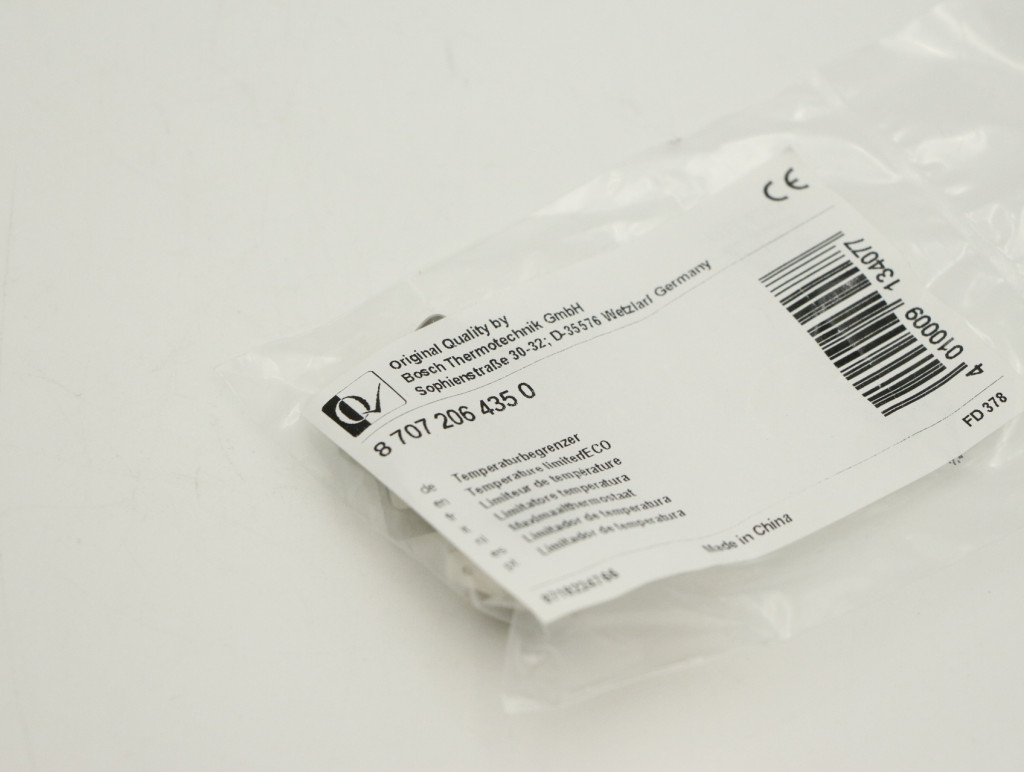 CE
Original Quality by
Bosch Thermotechnik GmbH
Sophienstraße 30-32; D-35576 Wetzlar/ Germany
8 707 206 435 0
4 010009 134077
FD 378
de Temperaturbegrenzer
en Temperature limiter/ECO
fr Limiteur de température
it Limitatore temperatura
nl Maximaalthermostaat
es Limitador de temperatura
pt Limitador de temperatura
Made in China